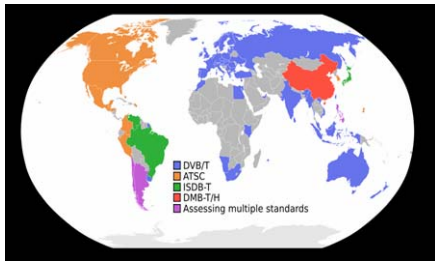 DVB/T
ATSC
ISDB-T
DMB-T/H
Assessing multiple standards